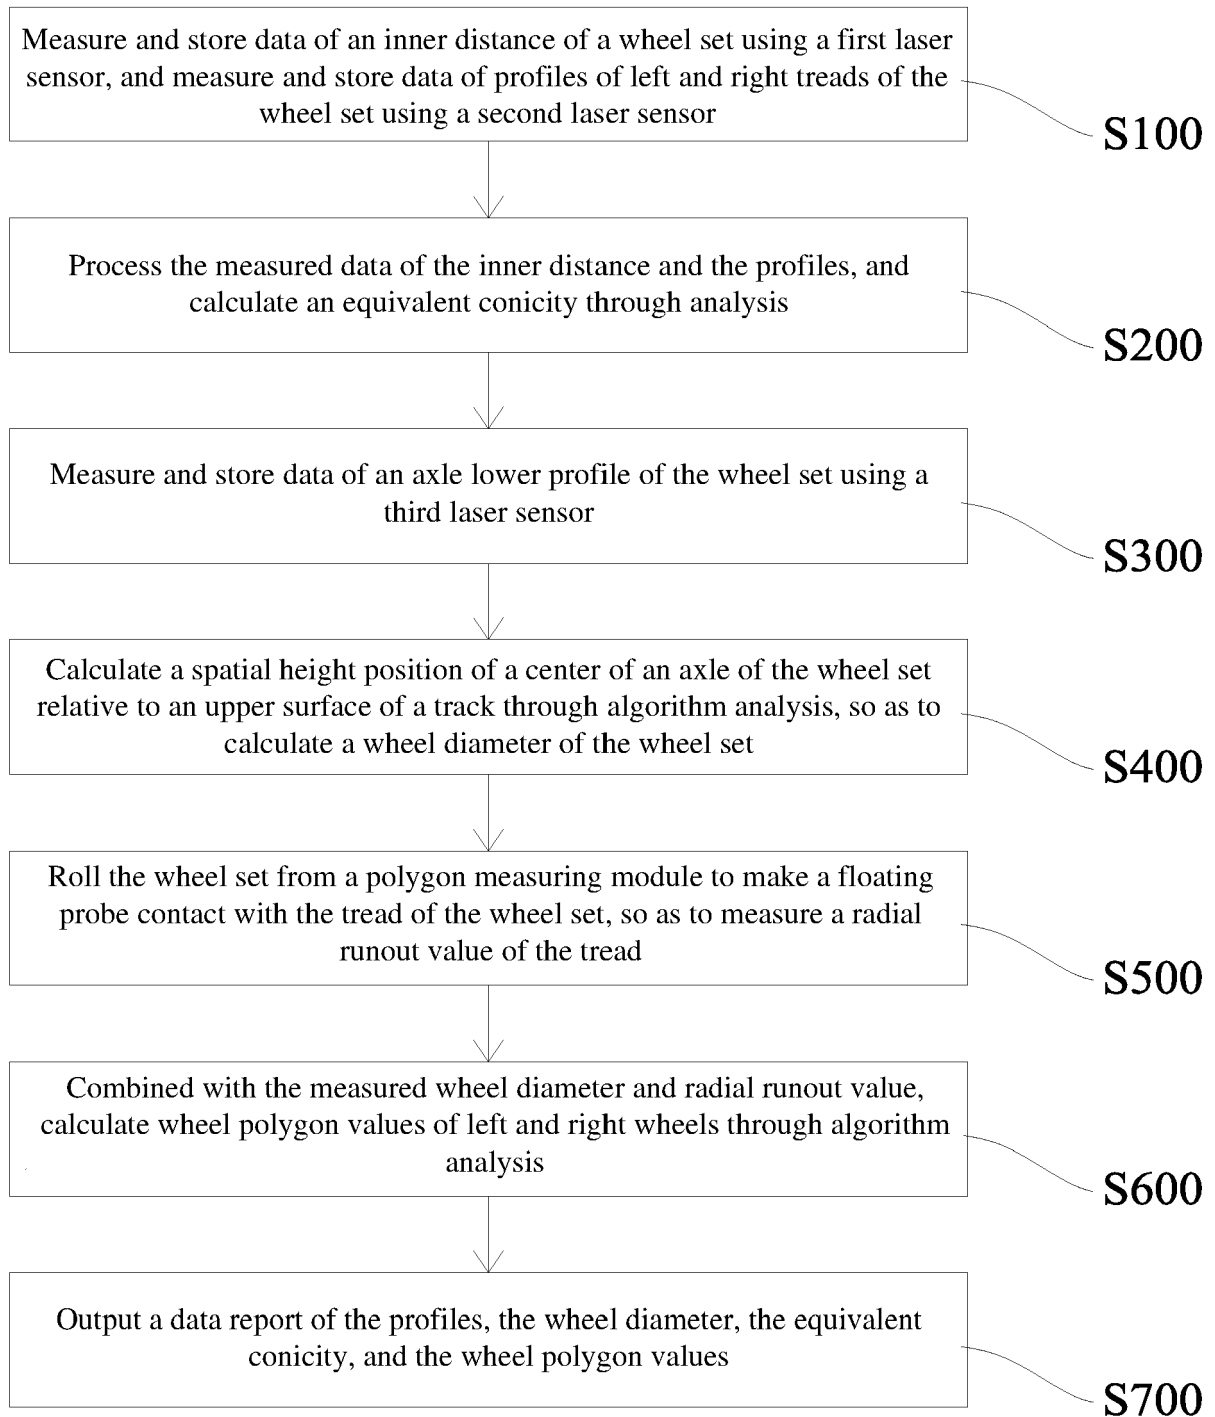 Measure and store data of an inner distance of a wheel set using a first laser
sensor, and measure and store data of profiles of left and right treads of the
wheel set using a second laser sensor
S100
Process the measured data of the inner distance and the profiles, and
calculate an equivalent conicity through analysis
S200
Measure and store data of an axle lower profile of the wheel set using a
third laser sensor
S300
Calculate a spatial height position of a center of an axle of the wheel set
relative to an upper surface of a track through algorithm analysis, so as to
calculate a wheel diameter of the wheel set
S400
Roll the wheel set from a polygon measuring module to make a floating
probe contact with the tread of the wheel set, so as to measure a radial
runout value of the tread
S500
Combined with the measured wheel diameter and radial runout value,
calculate wheel polygon values of left and right wheels through algorithm
analysis
S600
Output a data report of the profiles, the wheel diameter, the equivalent
conicity, and the wheel polygon values
S700